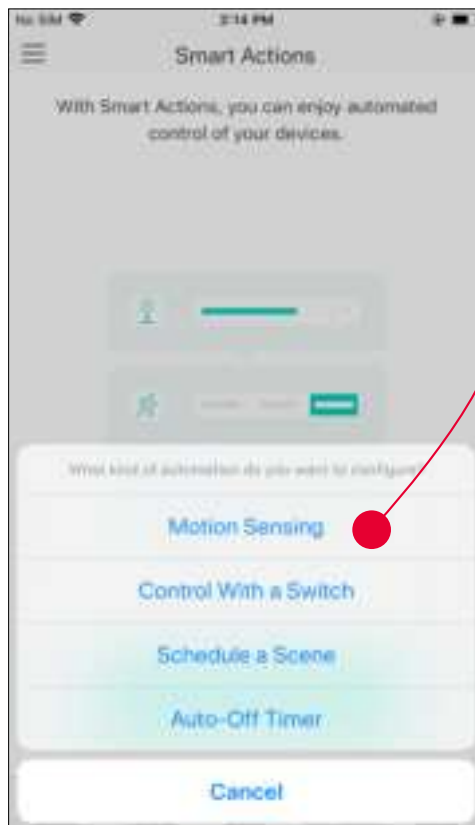 No SIM 2:14 PM
Smart Actions
With Smart Actions, you can enjoy automated
control of your devices.
What kind of automation do you want to configure?
Motion Sensing
Control With a Switch
Schedule a Scene
Auto-Off Timer
Cancel